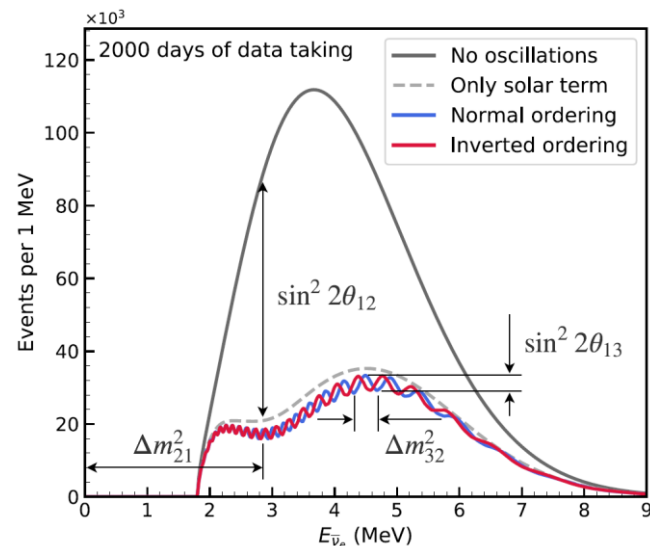 ×10³
2000 days of data taking
No oscillations
Only solar term
Normal ordering
Inverted ordering
Events per 1 MeV
120
100
80
60
40
20
0
sin² 2θ₁₂
sin² 2θ₁₃
Δm²₂₁
Δm²₃₂
0 1 2 3 4 5 6 7 8 9
E_ν̅ₑ (MeV)